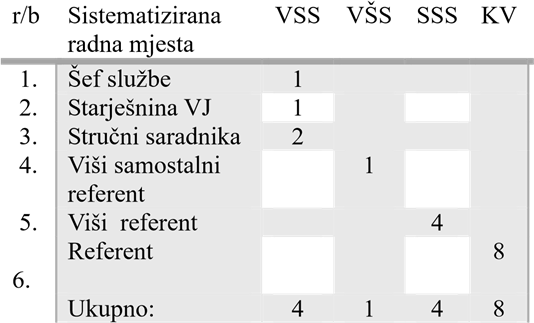 r/b Sistematizirana VSS VŠS SSS KV
radna mjesta
1. Šef službe 1
2. Starješnina VJ 1
3. Stručni saradnika 2
4. Viši samostalni 1
referent
5. Viši referent 4
Referent 8
6.
Ukupno: 4 1 4 8